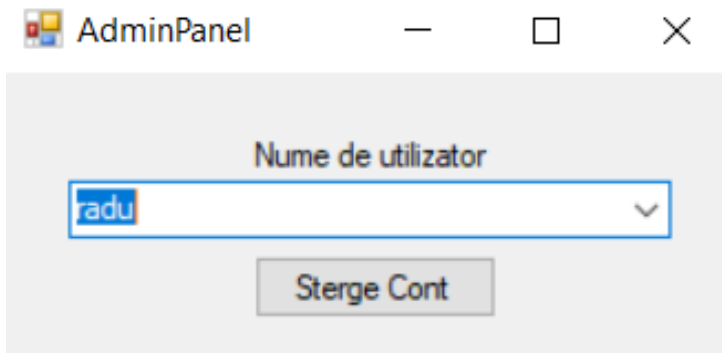 AdminPanel
Nume de utilizator
radu
Sterge Cont